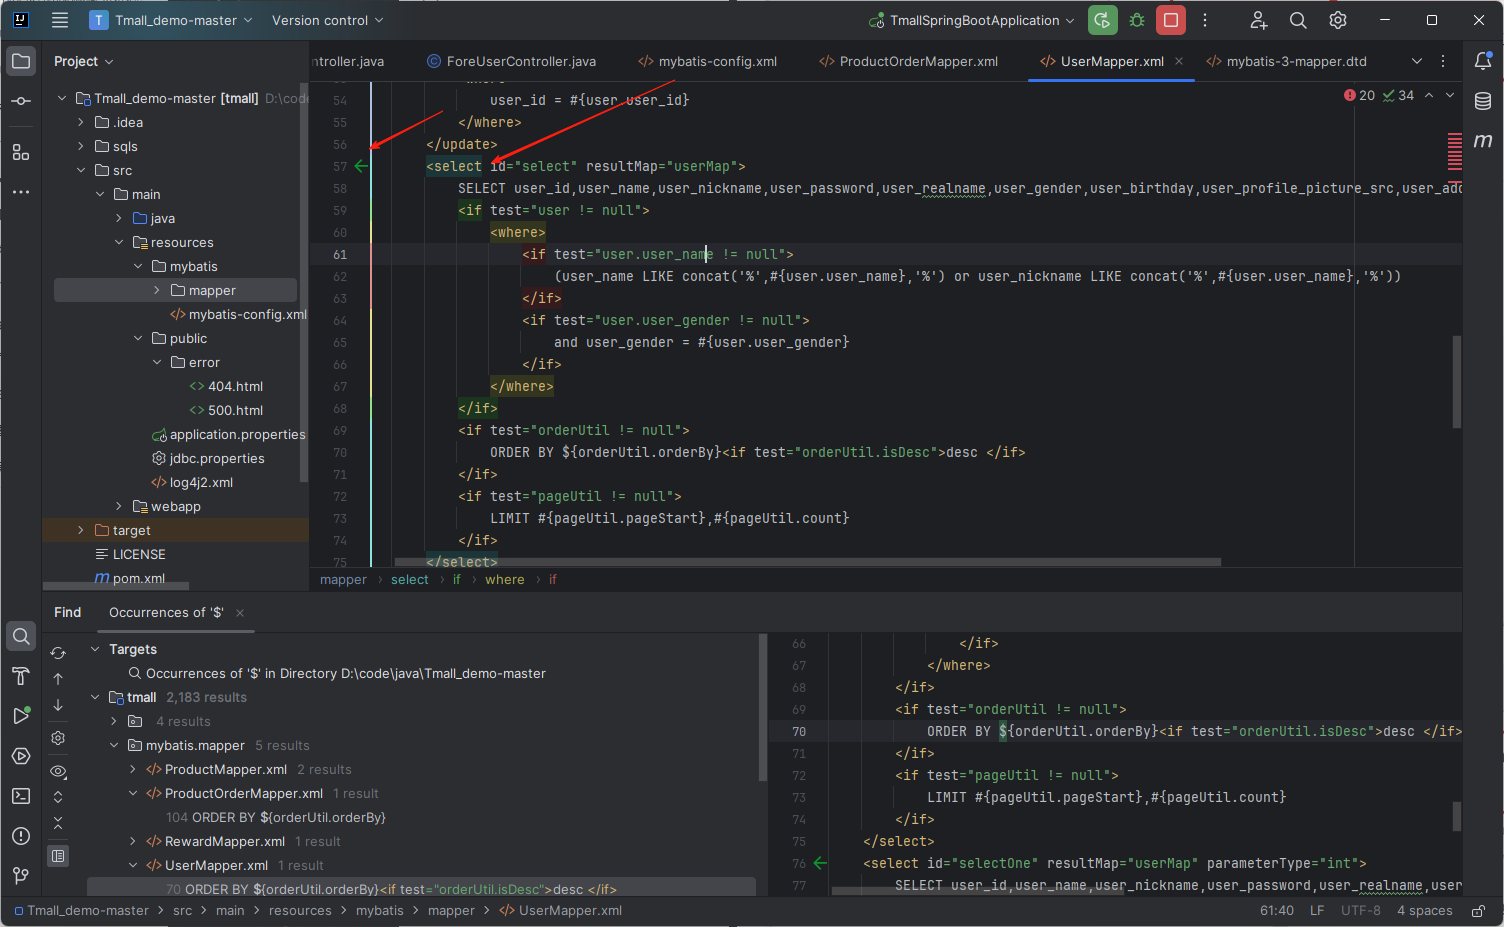 T Tmall_demo-master Version control TmallSpringBootApplication
Project
ntroller.java ForeUserController.java mybatis-config.xml ProductOrderMapper.xml UserMapper.xml mybatis-3-mapper.dtd
Tmall_demo-master [tmall] D:\code
.idea
sqls
src
main
java
resources
mybatis
mapper
mybatis-config.xml
public
error
404.html
500.html
application.properties
jdbc.properties
log4j2.xml
webapp
target
LICENSE
pom.xml
20 34
54 user_id = #{user.user_id}
55 </where>
56 </update>
57 <select id="select" resultMap="userMap">
58 SELECT user_id,user_name,user_nickname,user_password,user_realname,user_gender,user_birthday,user_profile_picture_src,user_add
59 <if test="user != null">
60 <where>
61 <if test="user.user_name != null">
62 (user_name LIKE concat('%',#{user.user_name},'%') or user_nickname LIKE concat('%',#{user.user_name},'%'))
63 </if>
64 <if test="user.user_gender != null">
65 and user_gender = #{user.user_gender}
66 </if>
67 </where>
68 </if>
69 <if test="orderUtil != null">
70 ORDER BY ${orderUtil.orderBy}<if test="orderUtil.isDesc">desc </if>
71 </if>
72 <if test="pageUtil != null">
73 LIMIT #{pageUtil.pageStart},#{pageUtil.count}
74 </if>
75 </select>
mapper > select > if > where > if
Find Occurrences of '$'
Targets
Occurrences of '$' in Directory D:\code\java\Tmall_demo-master
tmall 2,183 results
4 results
mybatis.mapper 5 results
ProductMapper.xml 2 results
ProductOrderMapper.xml 1 result
104 ORDER BY ${orderUtil.orderBy}
RewardMapper.xml 1 result
UserMapper.xml 1 result
70 ORDER BY ${orderUtil.orderBy}<if test="orderUtil.isDesc">desc </if>
66 </if>
67 </where>
68 </if>
69 <if test="orderUtil != null">
70 ORDER BY ${orderUtil.orderBy}<if test="orderUtil.isDesc">desc </if>
71 </if>
72 <if test="pageUtil != null">
73 LIMIT #{pageUtil.pageStart},#{pageUtil.count}
74 </if>
75 </select>
76 <select id="selectOne" resultMap="userMap" parameterType="int">
77 SELECT user_id,user_name,user_nickname,user_password,user_realname,user
Tmall_demo-master > src > main > resources > mybatis > mapper > UserMapper.xml 61:40 LF UTF-8 4 spaces